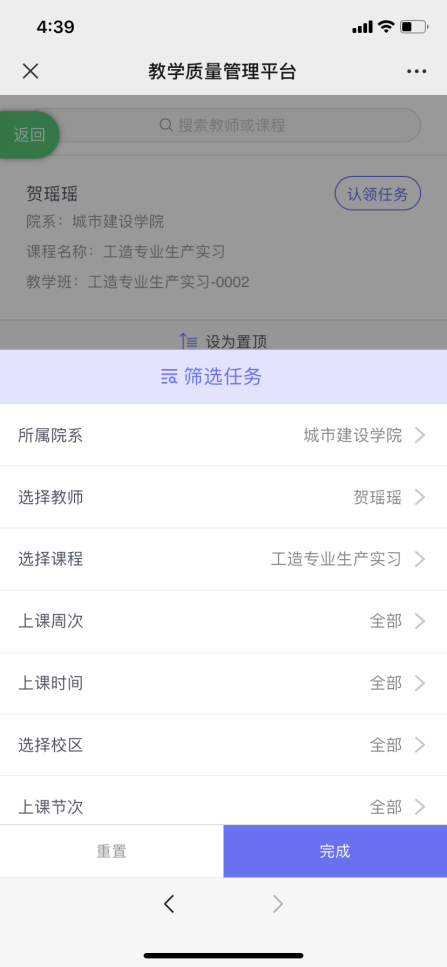 4:39
教学质量管理平台
返回
搜索教师或课程
贺瑶瑶
认领任务
院系：城市建设学院
课程名称：工造专业生产实习
教学班：工造专业生产实习-0002
设为置顶
筛选任务
所属院系 城市建设学院
选择教师 贺瑶瑶
选择课程 工造专业生产实习
上课周次 全部
上课时间 全部
选择校区 全部
上课节次 全部
重置 完成